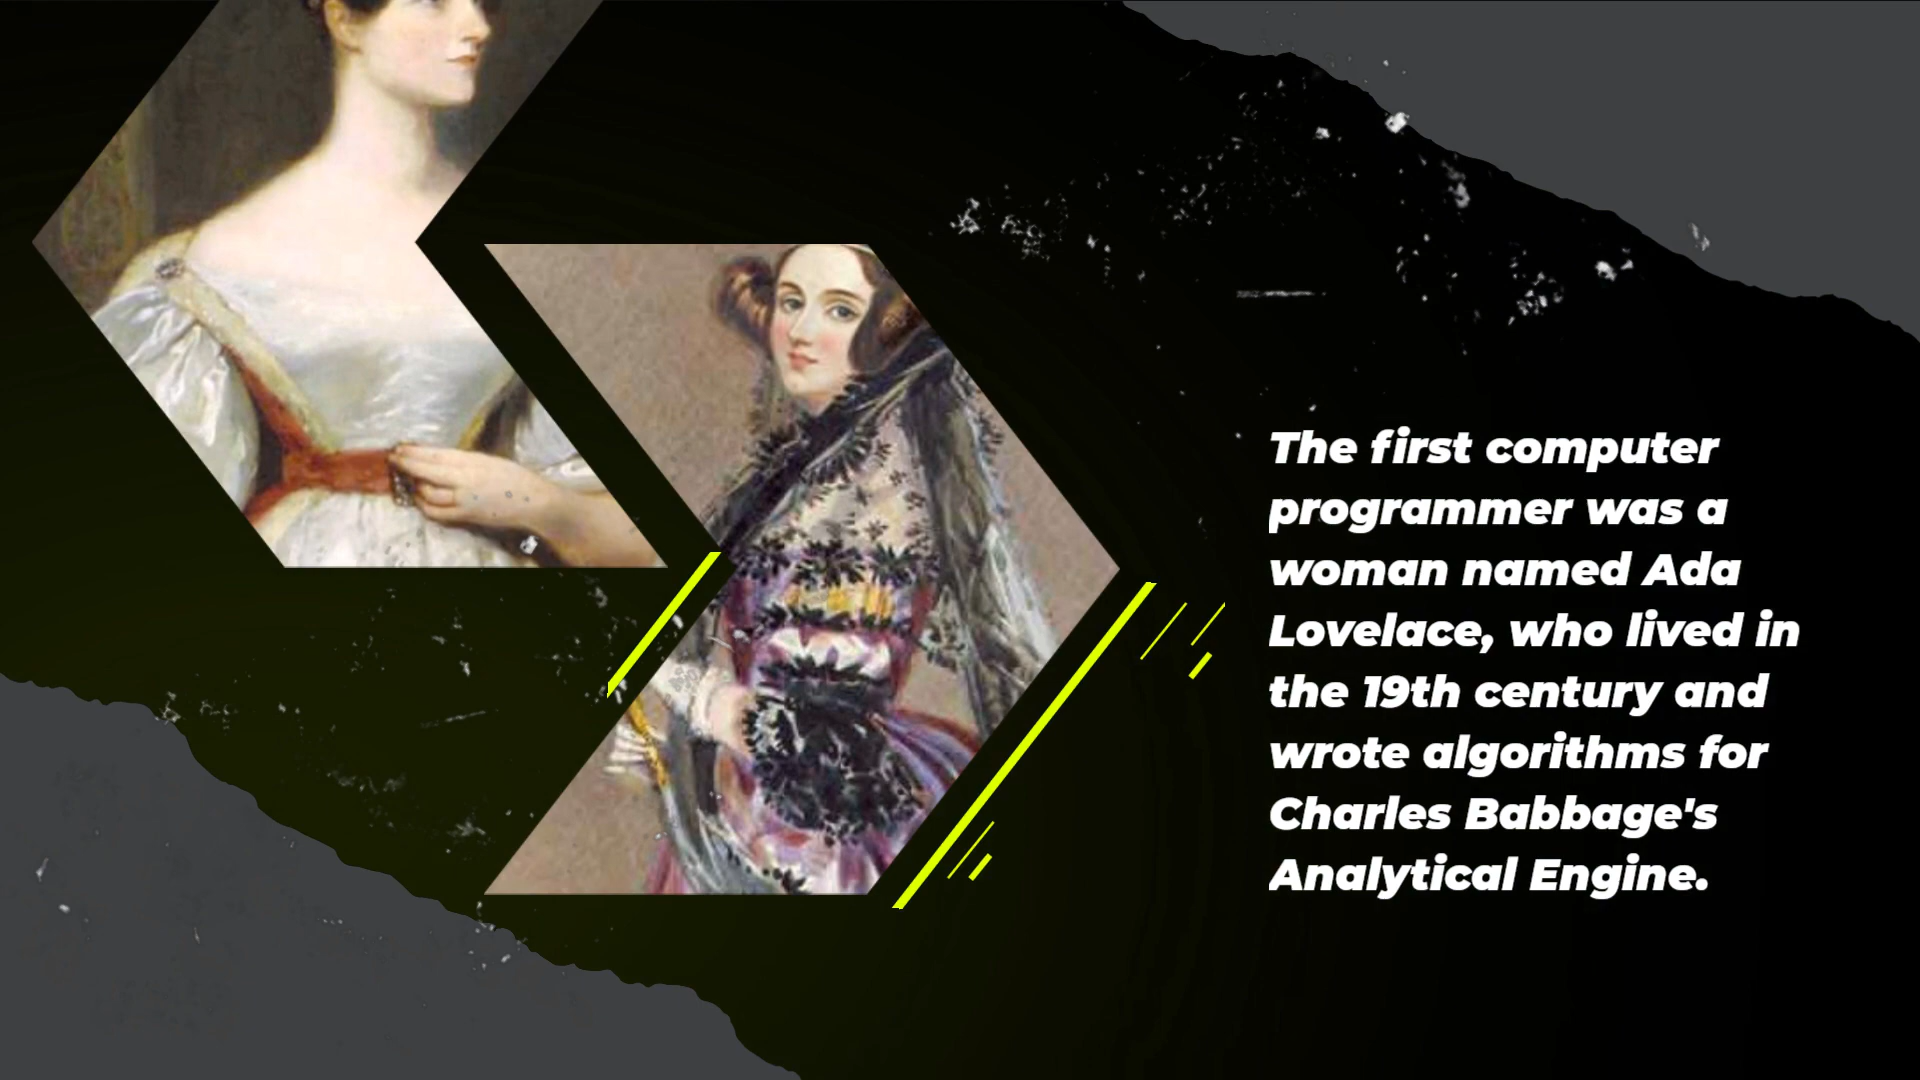 The first computer
programmer was a
woman named Ada
Lovelace, who lived in
the 19th century and
wrote algorithms for
Charles Babbage's
Analytical Engine.